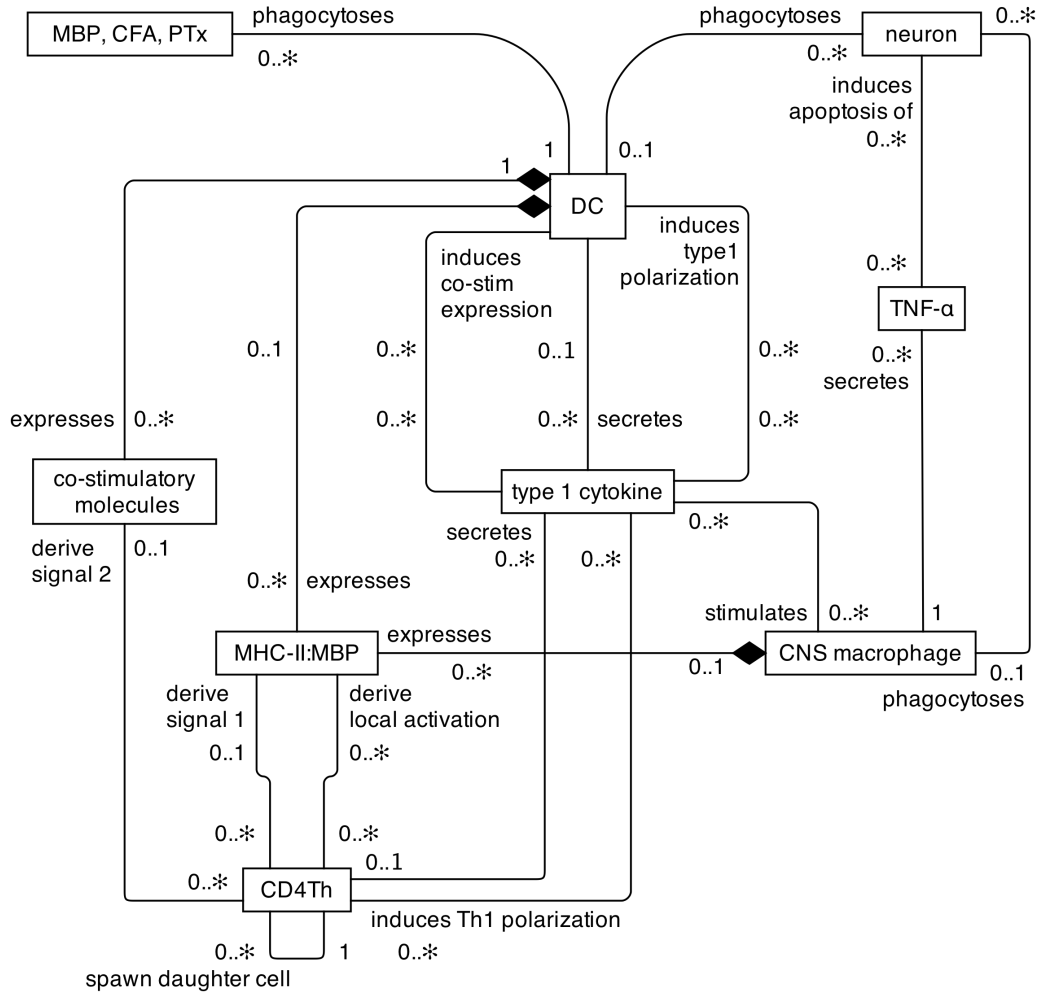 phagocytoses
phagocytoses
0..*
MBP, CFA, PTx
neuron
0..*
0..*
induces
apoptosis of
0..*
1
0..1
1
DC
induces
type1
polarization
induces
co-stim
expression
0..*
TNF-α
0..1
0..*
0..1
0..*
0..*
secretes
expresses
0..*
0..*
0..*
secretes
0..*
co-stimulatory
molecules
type 1 cytokine
0..*
secretes
0..*
0..*
derive
signal 2
0..1
0..*
expresses
stimulates
0..*
1
expresses
MHC-II:MBP
0..*
0..1
CNS macrophage
0..1
phagocytoses
derive
signal 1
derive
local activation
0..1
0..*
0..*
0..*
0..1
0..*
CD4Th
induces Th1 polarization
0..*
1
0..*
spawn daughter cell